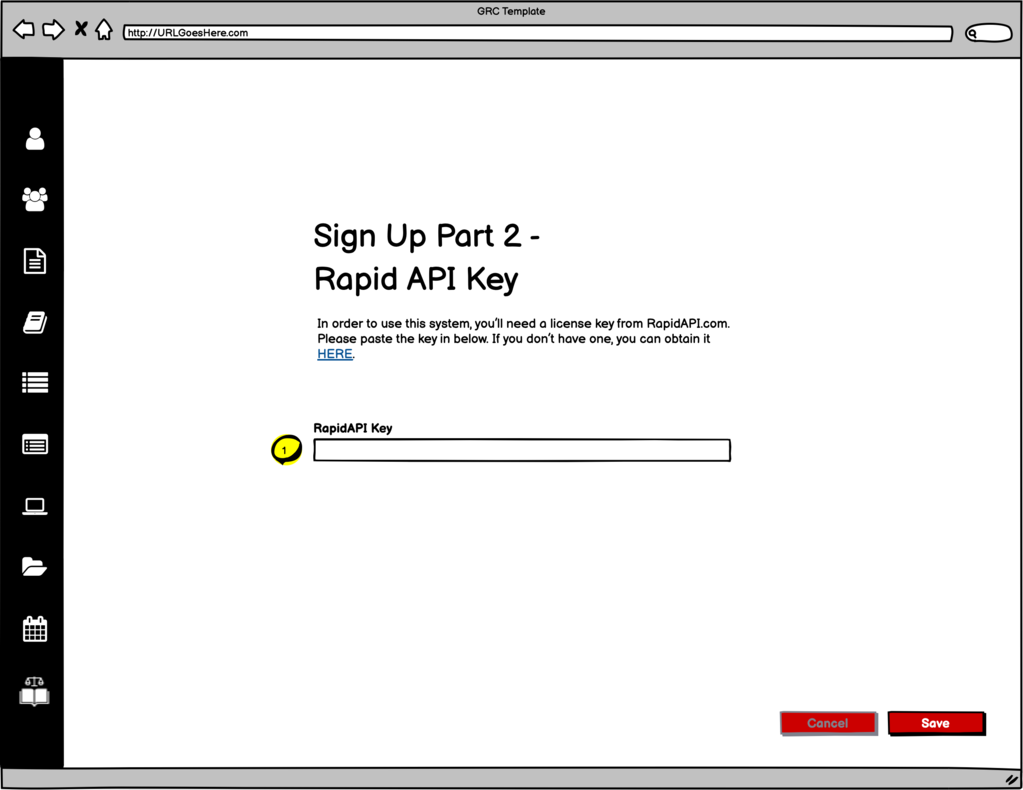 GRC Template
http://URLGoesHere.com
Sign Up Part 2 -
Rapid API Key
In order to use this system, you'll need a license key from RapidAPI.com.
Please paste the key in below. If you don't have one, you can obtain it
HERE.
RapidAPI Key
1
Cancel
Save